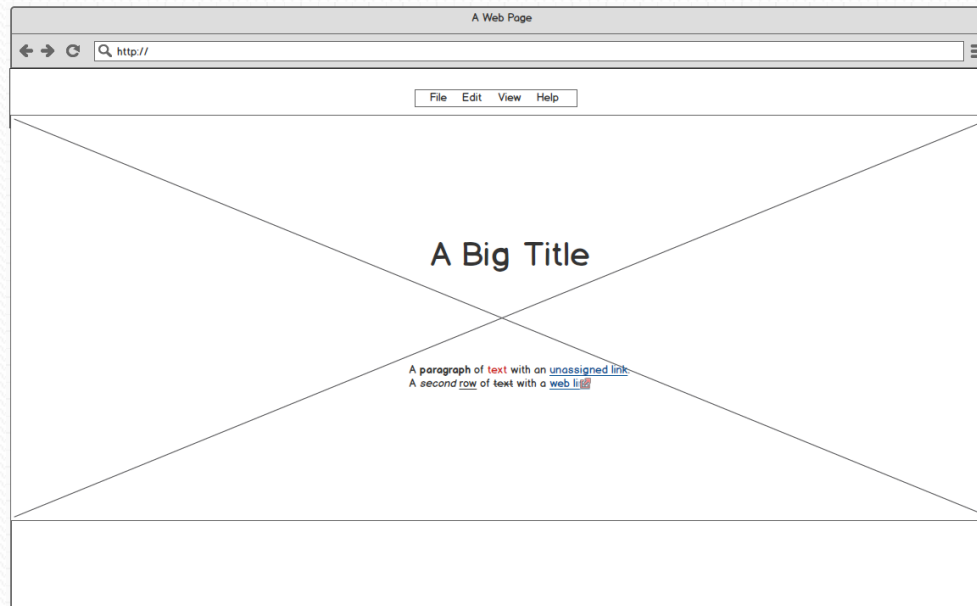 A Web Page
http://
File Edit View Help
A Big Title
A paragraph of text with an unassigned link.
A second row of text with a web li